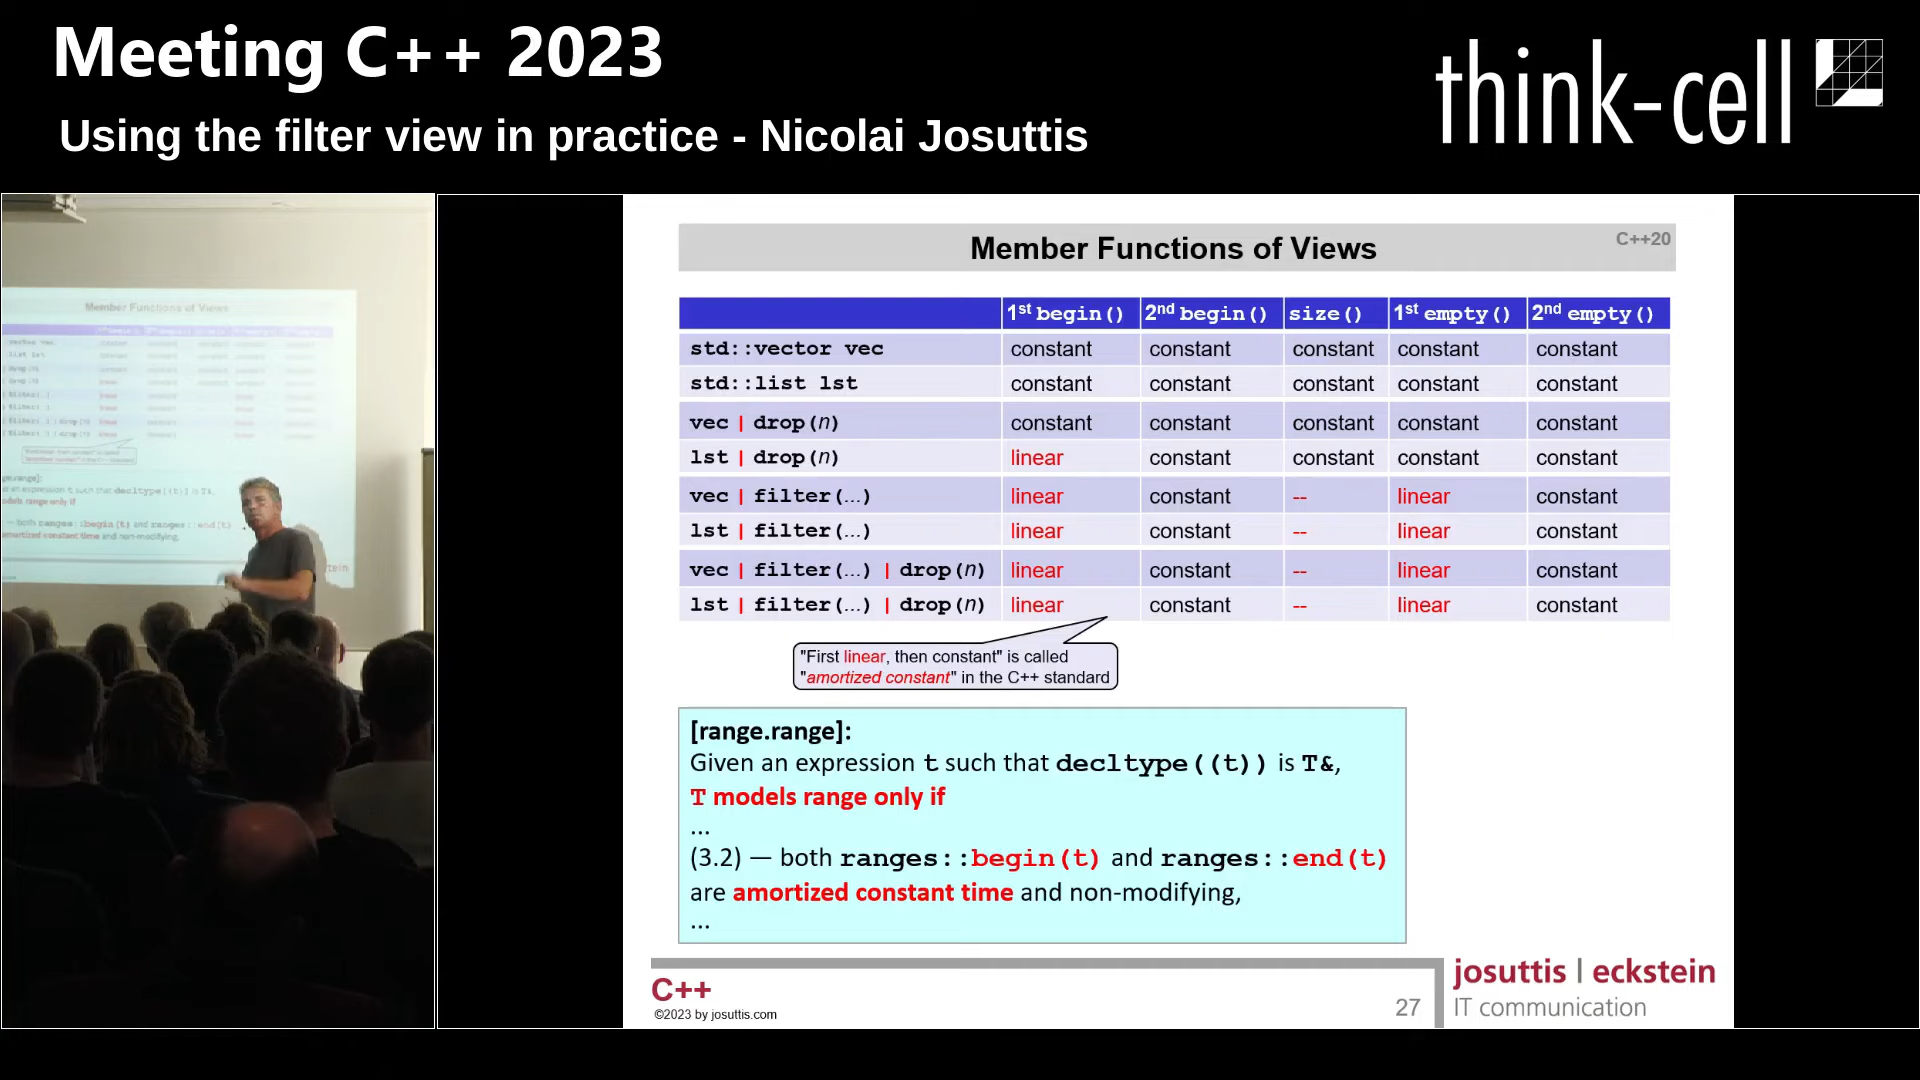 Meeting C++ 2023
Using the filter view in practice - Nicolai Josuttis
think-cell
Member Functions of Views
C++20
1st begin() 2nd begin() size() 1st empty() 2nd empty()
std::vector vec constant constant constant constant constant
std::list lst constant constant constant constant constant
vec | drop(n) constant constant constant constant constant
lst | drop(n) linear constant constant constant constant
vec | filter(...) linear constant -- linear constant
lst | filter(...) linear constant -- linear constant
vec | filter(...) | drop(n) linear constant -- linear constant
lst | filter(...) | drop(n) linear constant -- linear constant
"First linear, then constant" is called
"amortized constant" in the C++ standard
[range.range]:
Given an expression t such that decltype((t)) is T&,
T models range only if
...
(3.2) — both ranges::begin(t) and ranges::end(t)
are amortized constant time and non-modifying,
...
C++
©2023 by josuttis.com
27
josuttis | eckstein
IT communication